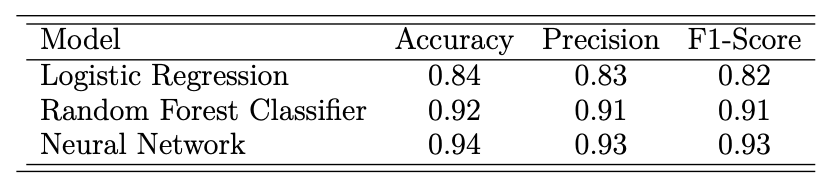 Model Accuracy Precision F1-Score
Logistic Regression 0.84 0.83 0.82
Random Forest Classifier 0.92 0.91 0.91
Neural Network 0.94 0.93 0.93